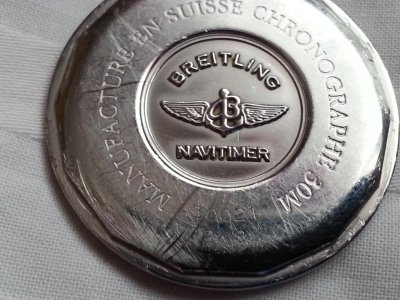 MANUFACTURE EN SUISSE CHRONOGRAPHE 30M
BREITLING
B
NAVITIMER